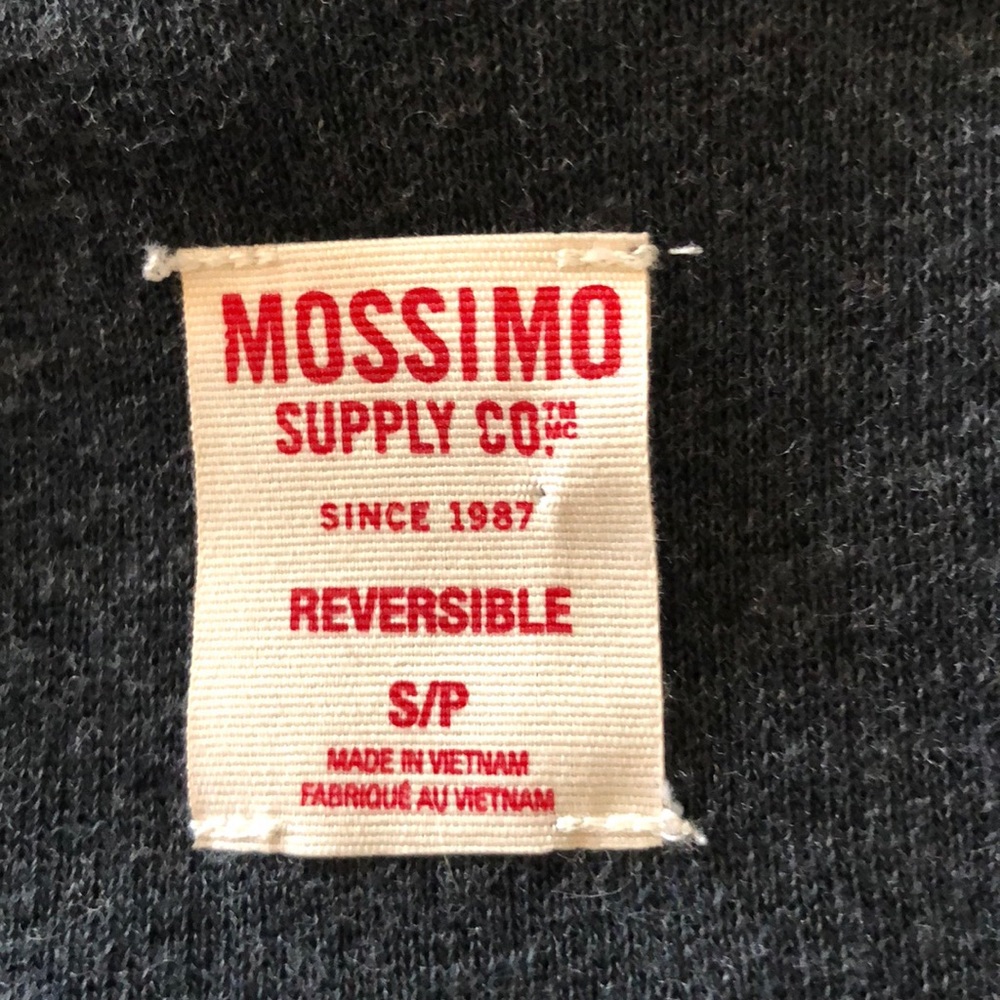 MOSSIMO
SUPPLY CO.™ MC
SINCE 1987
REVERSIBLE
S/P
MADE IN VIETNAM
FABRIQUÉ AU VIETNAM